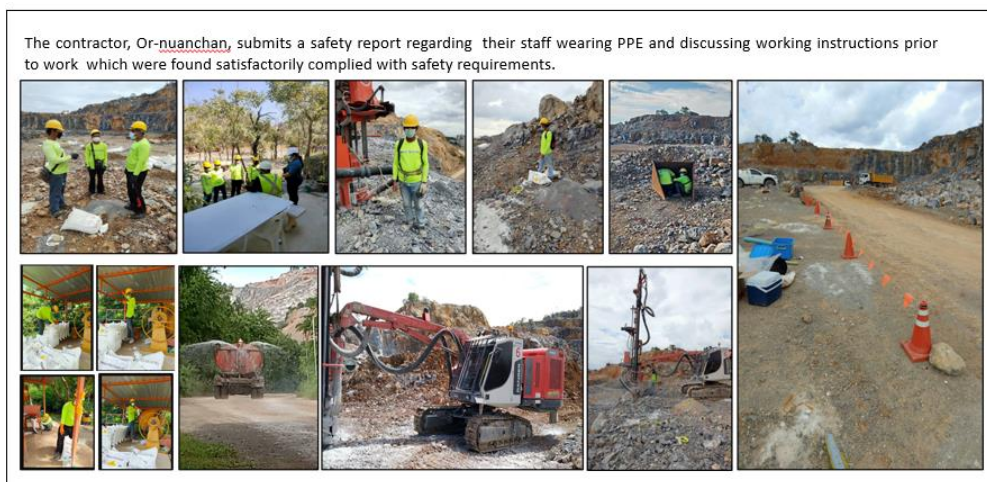 The contractor, Or-nuanchan, submits a safety report regarding their staff wearing PPE and discussing working instructions prior
to work which were found satisfactorily complied with safety requirements.